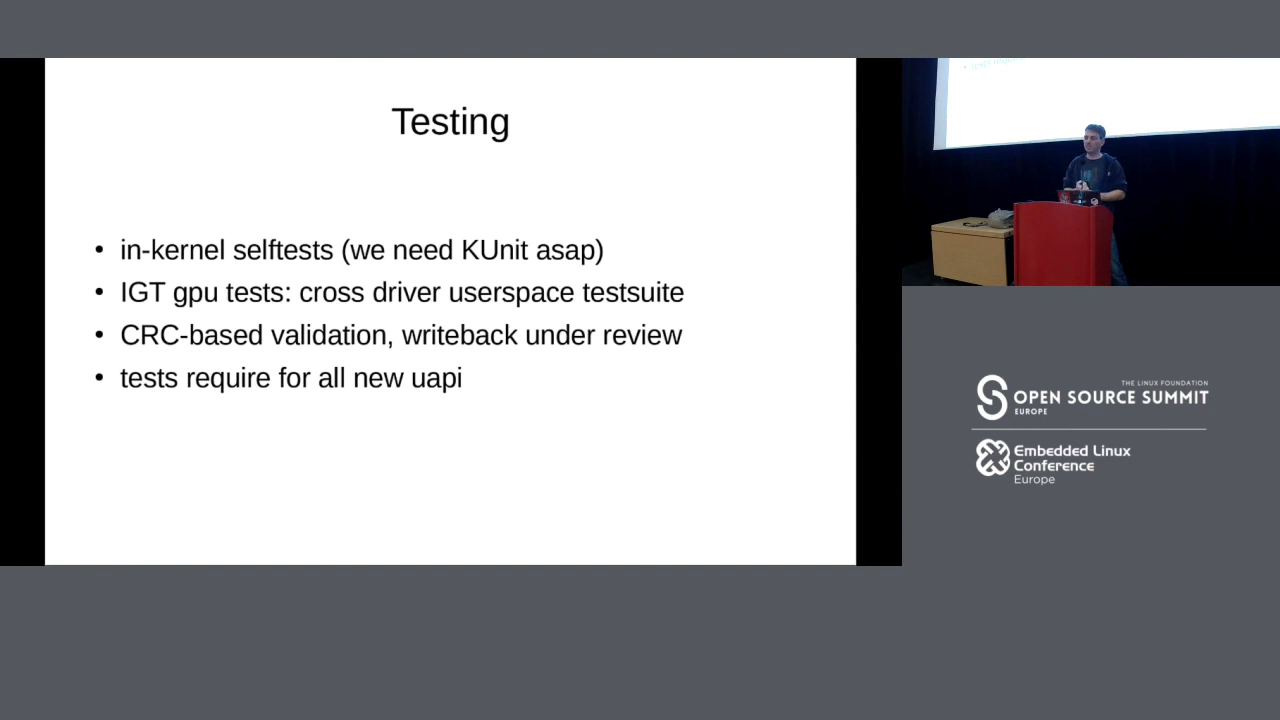 Testing
• in-kernel selftests (we need KUnit asap)
• IGT gpu tests: cross driver userspace testsuite
• CRC-based validation, writeback under review
• tests require for all new uapi
THE LINUX FOUNDATION
OPEN SOURCE SUMMIT
EUROPE
Embedded Linux
Conference
Europe